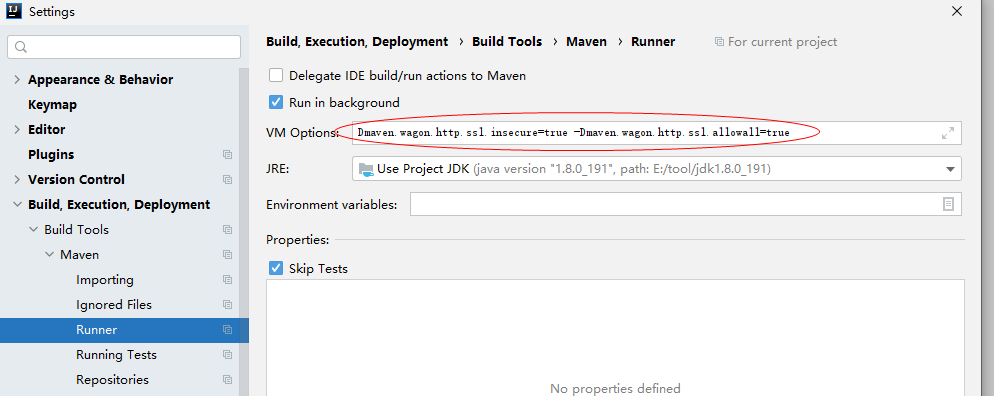 IJ Settings
Build, Execution, Deployment › Build Tools › Maven › Runner For current project
Appearance & Behavior
Keymap
Editor
Plugins
Version Control
Build, Execution, Deployment
Build Tools
Maven
Importing
Ignored Files
Runner
Running Tests
Repositories
Delegate IDE build/run actions to Maven
Run in background
VM Options: Dmaven.wagon.http.ssl.insecure=true -Dmaven.wagon.http.ssl.allowall=true
JRE: Use Project JDK (java version "1.8.0_191", path: E:/tool/jdk1.8.0_191)
Environment variables:
Properties:
Skip Tests
No properties defined